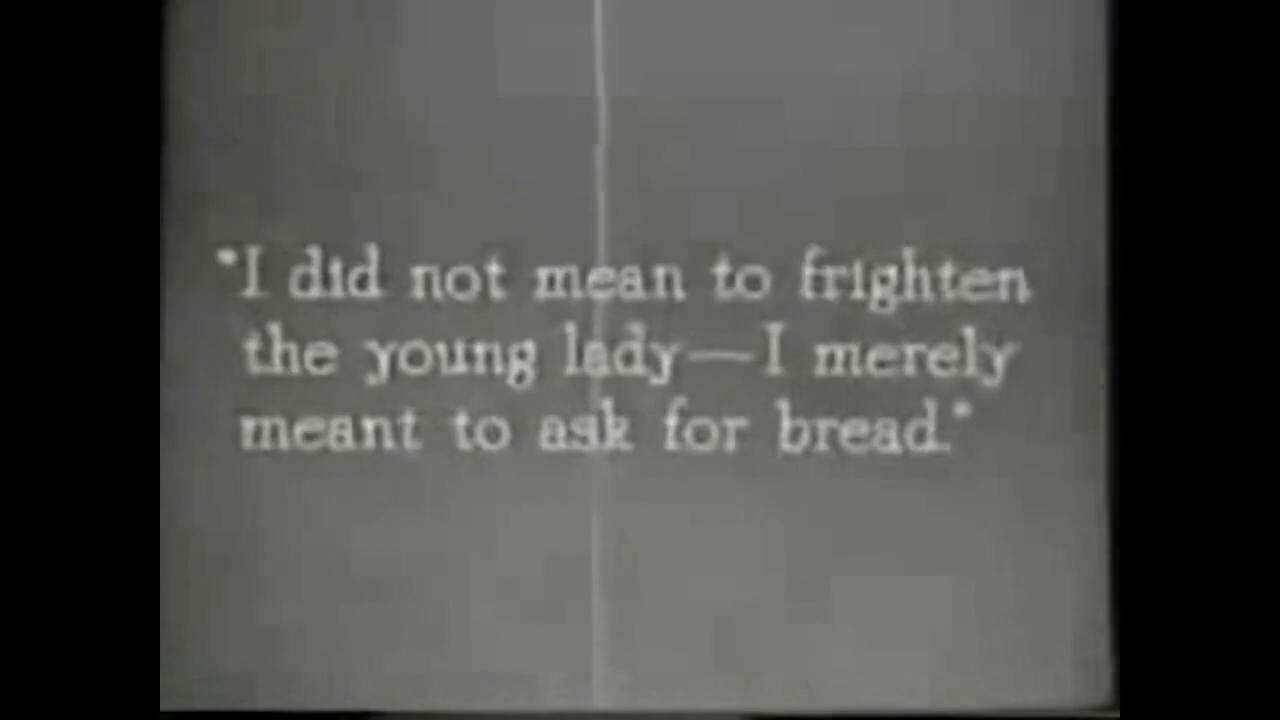 "I did not mean to frighten
the young lady—I merely
meant to ask for bread."